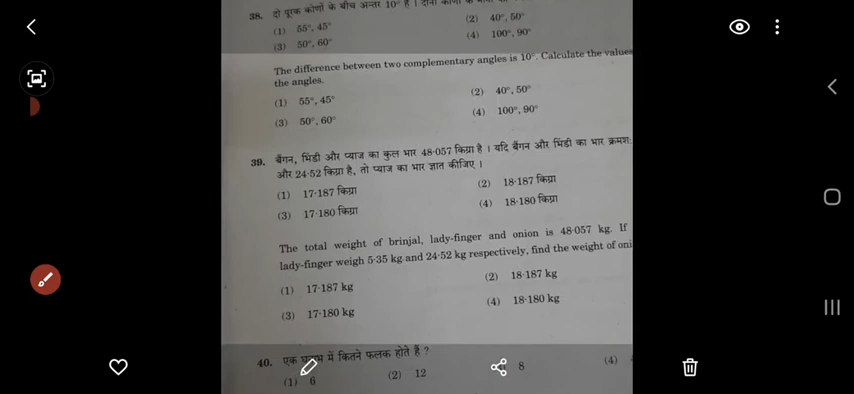 38. दो पूरक कोणों के बीच अन्तर 10° है । दोनों कोणों के
(1) 55°, 45°
(2) 40°, 50°
(3) 50°, 60°
(4) 100°, 90°
The difference between two complementary angles is 10°. Calculate the values
the angles.
(1) 55°, 45°
(2) 40°, 50°
(3) 50°, 60°
(4) 100°, 90°
39. बैंगन, भिंडी और प्याज का कुल भार 48·057 किग्रा है । यदि बैंगन और भिंडी का भार क्रमशः
और 24·52 किग्रा है, तो प्याज का भार ज्ञात कीजिए ।
(1) 17·187 किग्रा
(2) 18·187 किग्रा
(3) 17·180 किग्रा
(4) 18·180 किग्रा
The total weight of brinjal, lady-finger and onion is 48·057 kg. If
lady-finger weigh 5·35 kg and 24·52 kg respectively, find the weight of oni
(1) 17·187 kg
(2) 18·187 kg
(3) 17·180 kg
(4) 18·180 kg
40. एक घनाभ में कितने फलक होते हैं ?
(1) 6
(2) 12
8
(4)